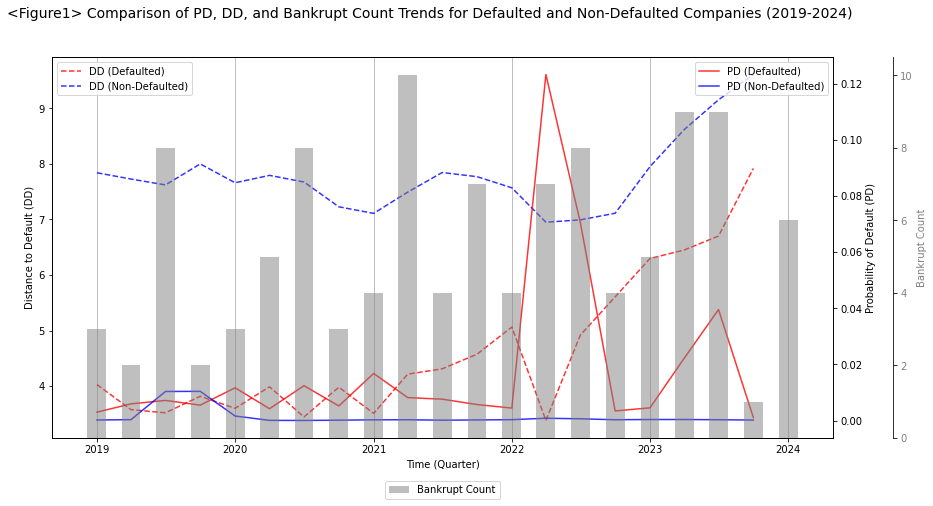 <Figure1> Comparison of PD, DD, and Bankrupt Count Trends for Defaulted and Non-Defaulted Companies (2019-2024)
DD (Defaulted)
DD (Non-Defaulted)
PD (Defaulted)
PD (Non-Defaulted)
Distance to Default (DD)
9
8
7
6
5
4
Probability of Default (PD)
0.12
0.10
0.08
0.06
0.04
0.02
0.00
Bankrupt Count
10
8
6
4
2
0
2019
2020
2021
2022
2023
2024
Time (Quarter)
Bankrupt Count